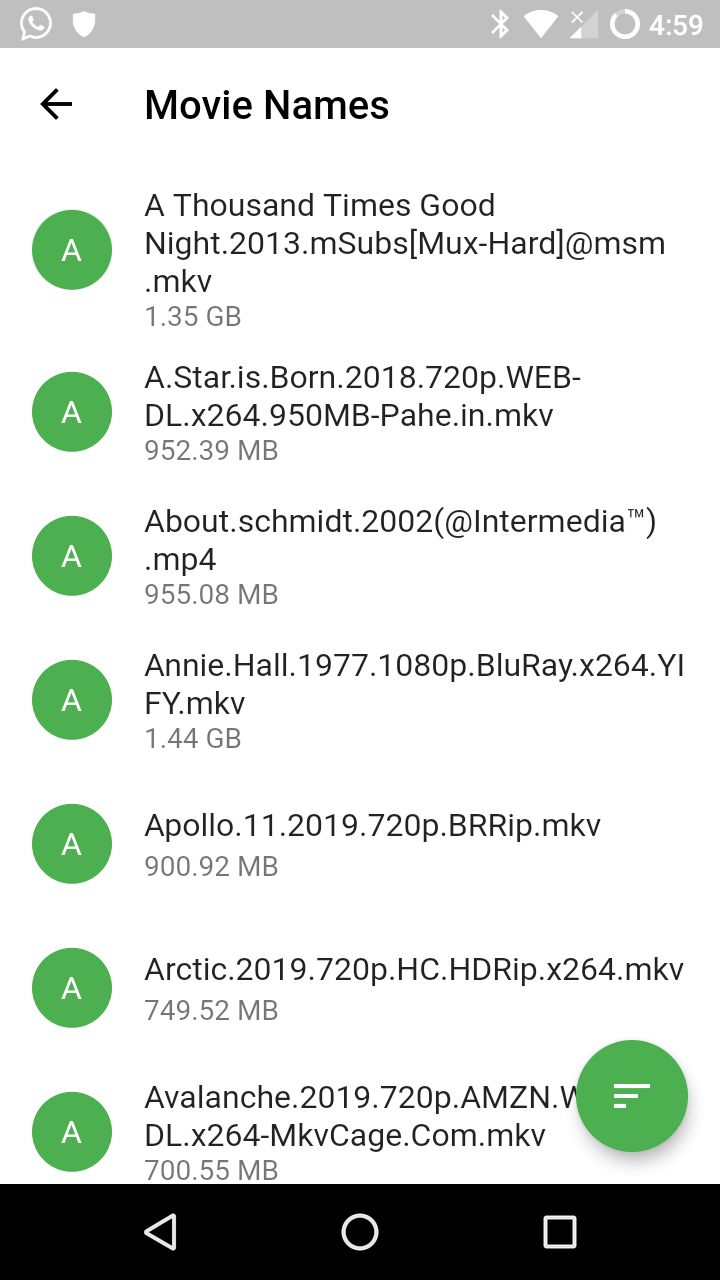 4:59
Movie Names
A
A Thousand Times Good
Night.2013.mSubs[Mux-Hard]@msm
.mkv
1.35 GB
A
A.Star.is.Born.2018.720p.WEB-
DL.x264.950MB-Pahe.in.mkv
952.39 MB
A
About.schmidt.2002(@Intermedia™)
.mp4
955.08 MB
A
Annie.Hall.1977.1080p.BluRay.x264.YI
FY.mkv
1.44 GB
A
Apollo.11.2019.720p.BRRip.mkv
900.92 MB
A
Arctic.2019.720p.HC.HDRip.x264.mkv
749.52 MB
A
Avalanche.2019.720p.AMZN.
DL.x264-MkvCage.Com.mkv
700.55 MB